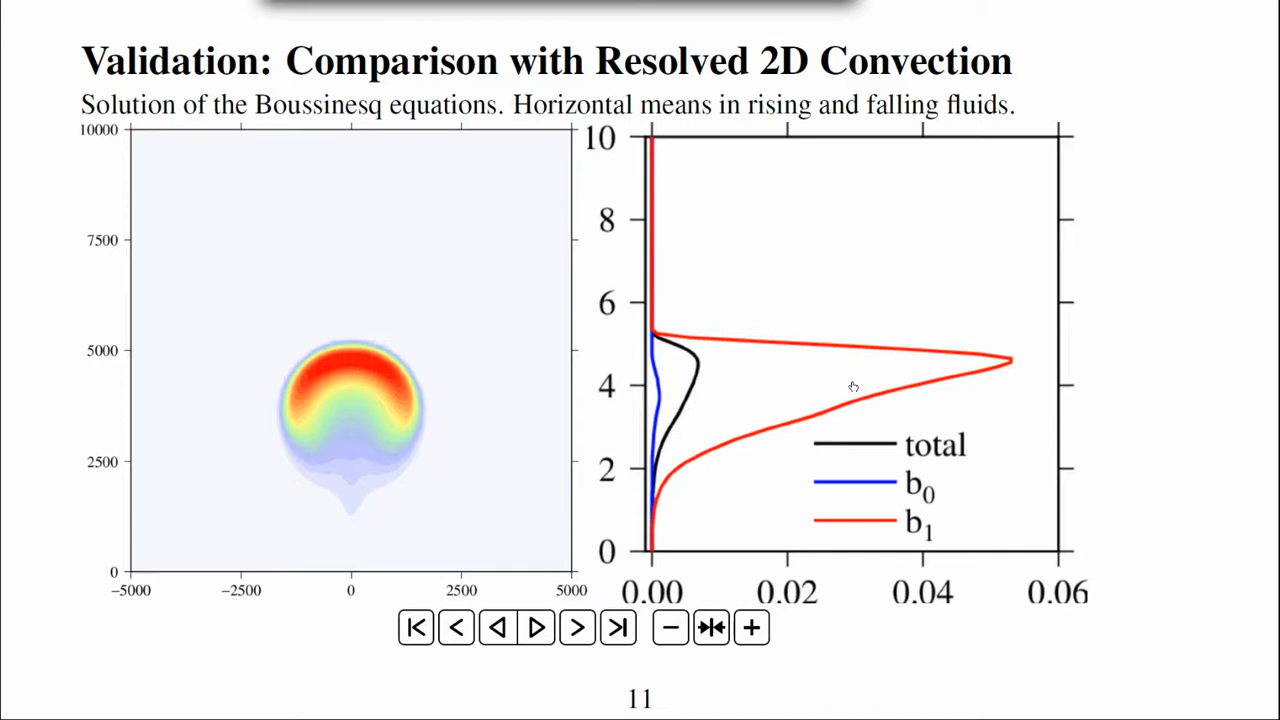 Validation: Comparison with Resolved 2D Convection
Solution of the Boussinesq equations. Horizontal means in rising and falling fluids.
10000
7500
5000
2500
0
−5000 −2500 0 2500 5000
10
8
6
4
2
0
0.00 0.02 0.04 0.06
total
b0
b1
11